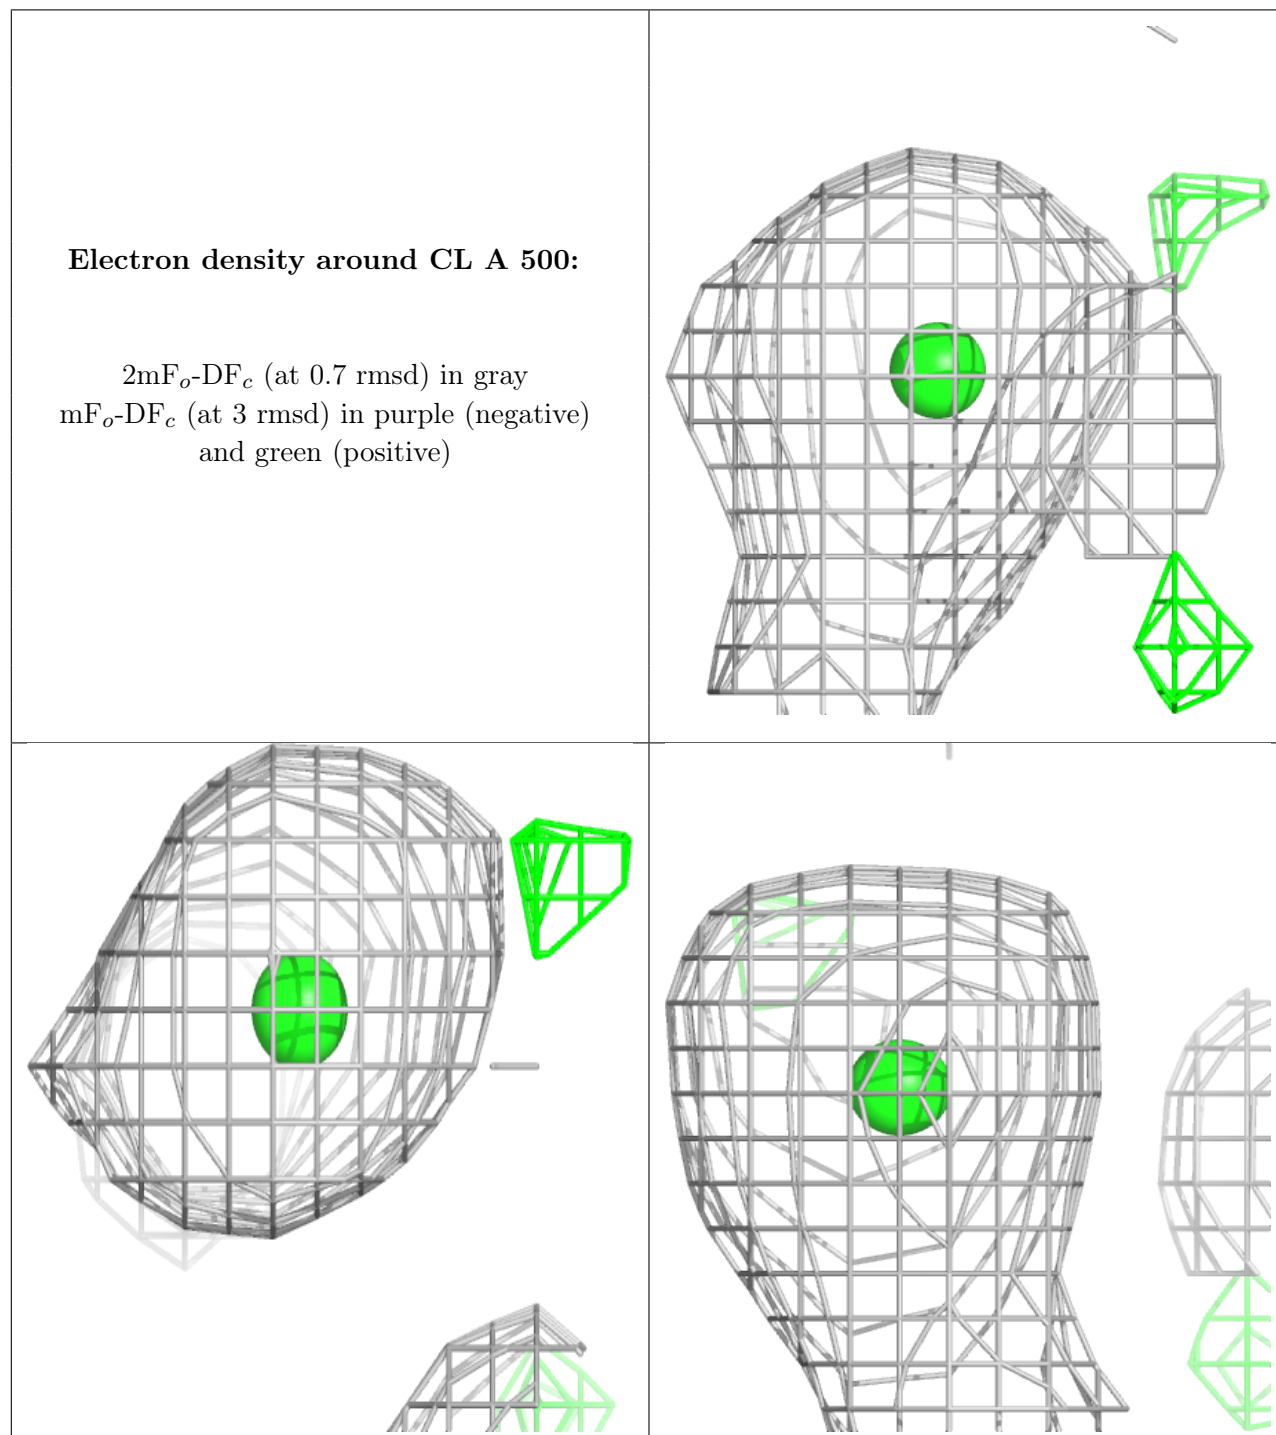 Electron density around CL A 500:
2mFo-DFc (at 0.7 rmsd) in gray
mFo-DFc (at 3 rmsd) in purple (negative)
and green (positive)